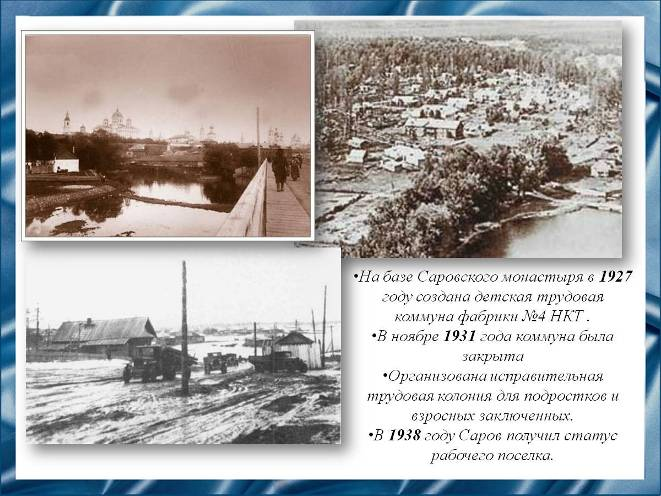 •На базе Саровского монастыря в 1927
году создана детская трудовая
коммуна фабрики №4 НКТ .
•В ноябре 1931 года коммуна была
закрыта
•Организована исправительная
трудовая колония для подростков и
взросных заключенных.
•В 1938 году Саров получил статус
рабочего поселка.